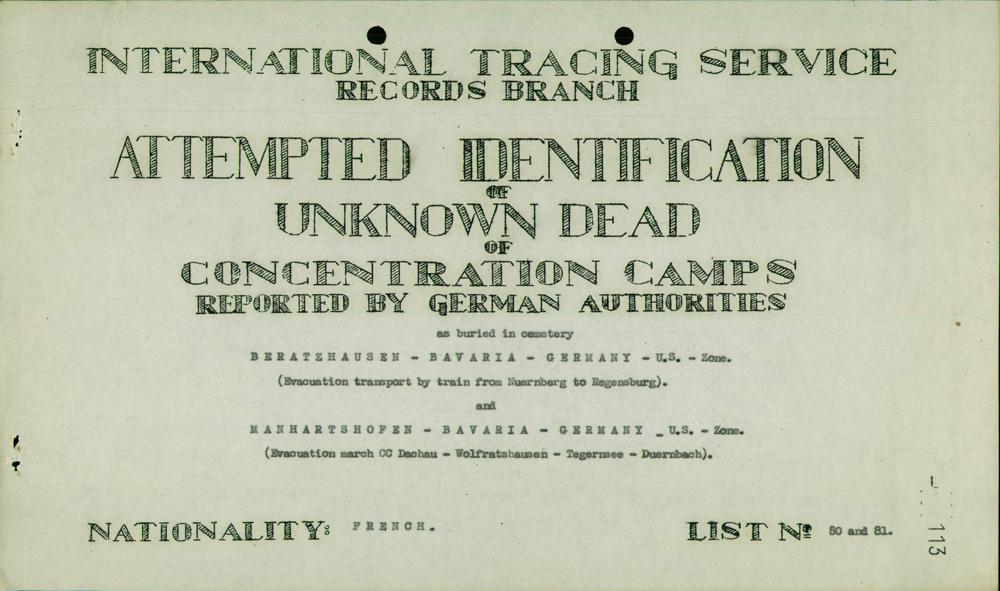 INTERNATIONAL TRACING SERVICE
RECORDS BRANCH
ATTEMPTED IDENTIFICATION
OF
UNKNOWN DEAD
OF
CONCENTRATION CAMPS
REPORTED BY GERMAN AUTHORITIES
as buried in cemetery
BERATZHAUSEN - BAVARIA - GERMANY - U.S. - Zone.
(Evacuation transport by train from Nuernberg to Regensburg).
and
MANHARTSHOFEN - BAVARIA - GERMANY _ U.S. - Zone.
(Evacuation march CC Dachau - Wolfratshausen - Tegernsee - Duernbach).
NATIONALITY: FRENCH.
LIST Nº 80 and 81.
113